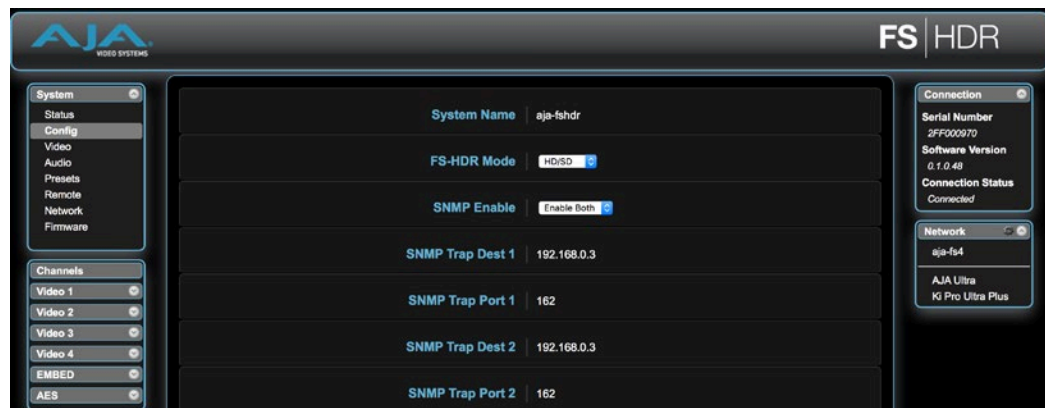 AJA
VIDEO SYSTEMS
FS HDR
System
Status
Config
Video
Audio
Presets
Remote
Network
Firmware
Channels
Video 1
Video 2
Video 3
Video 4
EMBED
AES
System Name aja-fshdr
FS-HDR Mode HD/SD
SNMP Enable Enable Both
SNMP Trap Dest 1 192.168.0.3
SNMP Trap Port 1 162
SNMP Trap Dest 2 192.168.0.3
SNMP Trap Port 2 162
Connection
Serial Number
2FF000970
Software Version
0.1.0.48
Connection Status
Connected
Network
aja-fs4
AJA Ultra
Ki Pro Ultra Plus